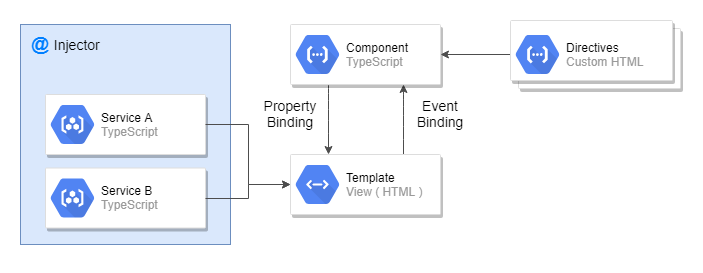 @ Injector
Service A
TypeScript
Service B
TypeScript
Component
TypeScript
Property
Binding
Event
Binding
Template
View ( HTML )
Directives
Custom HTML